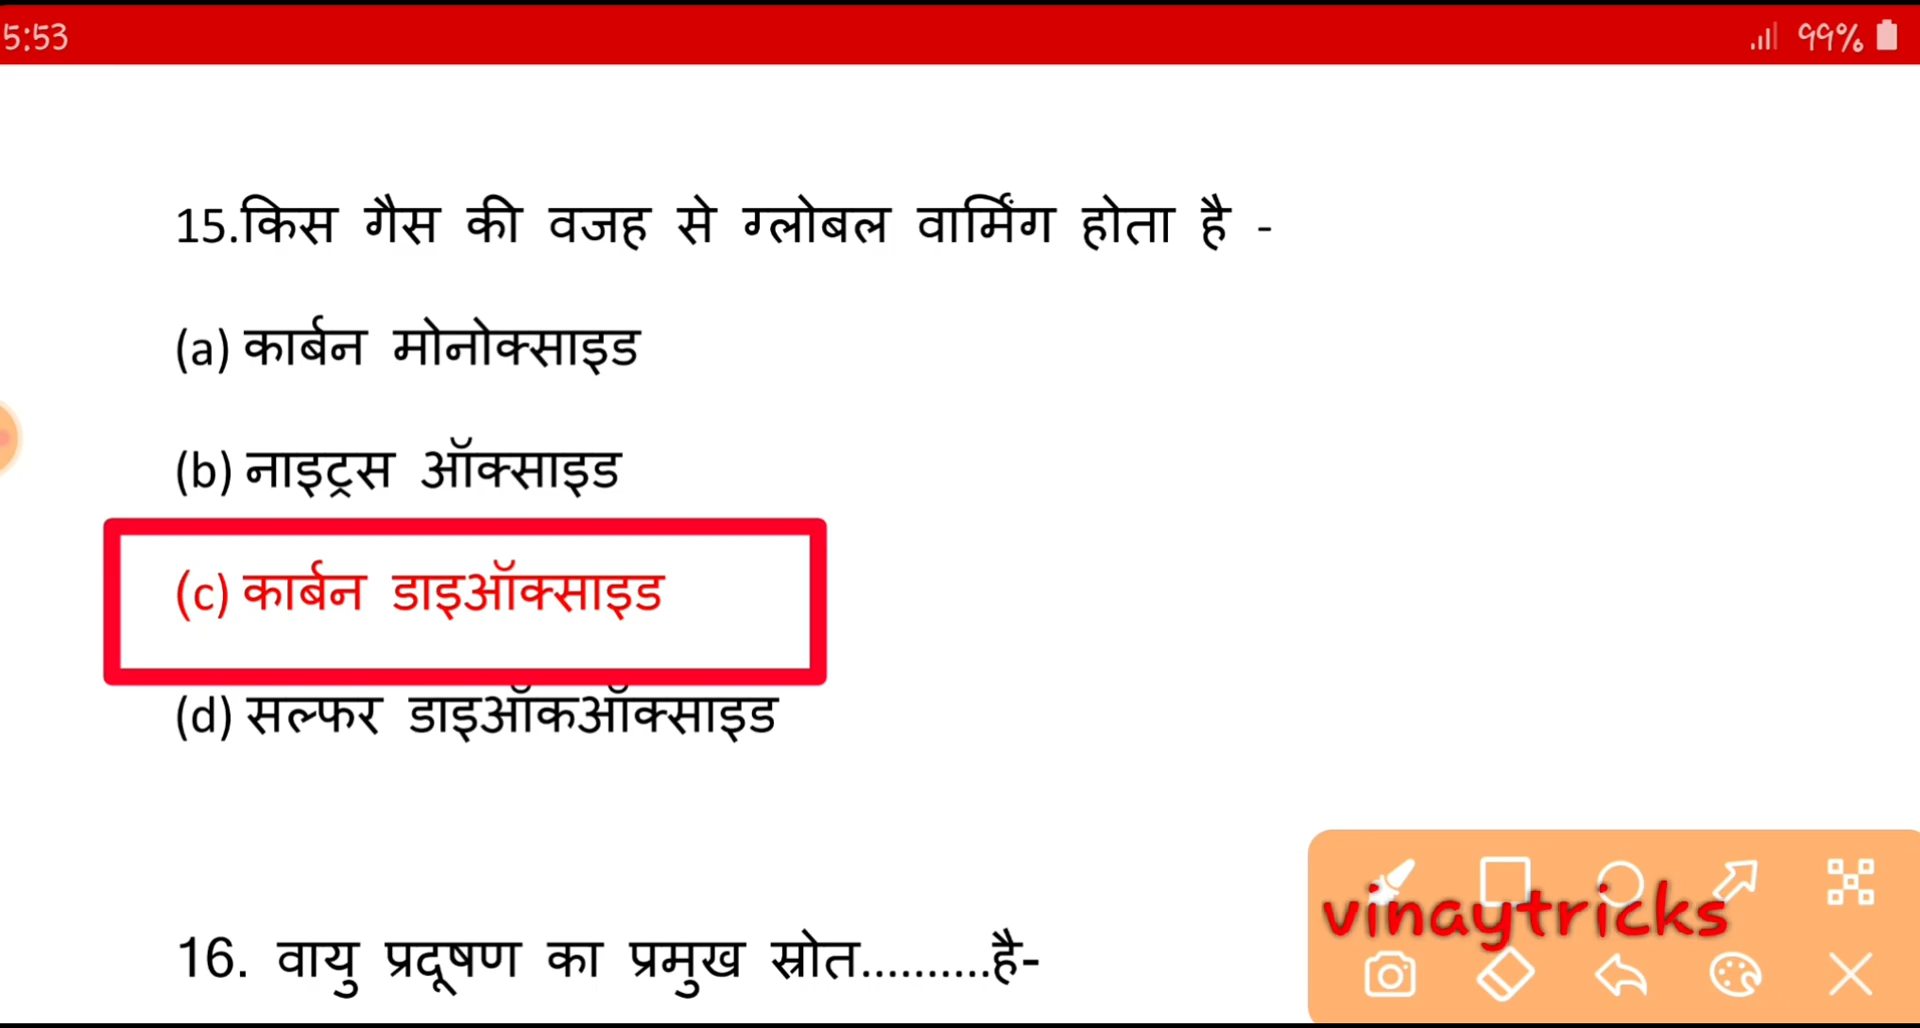 5:53
99%
15.किस गैस की वजह से ग्लोबल वार्मिंग होता है -
(a) कार्बन मोनोक्साइड
(b) नाइट्रस ऑक्साइड
(c) कार्बन डाइऑक्साइड
(d) सल्फर डाइऑकऑक्साइड
16. वायु प्रदूषण का प्रमुख स्रोत..........है-
vinaytricks